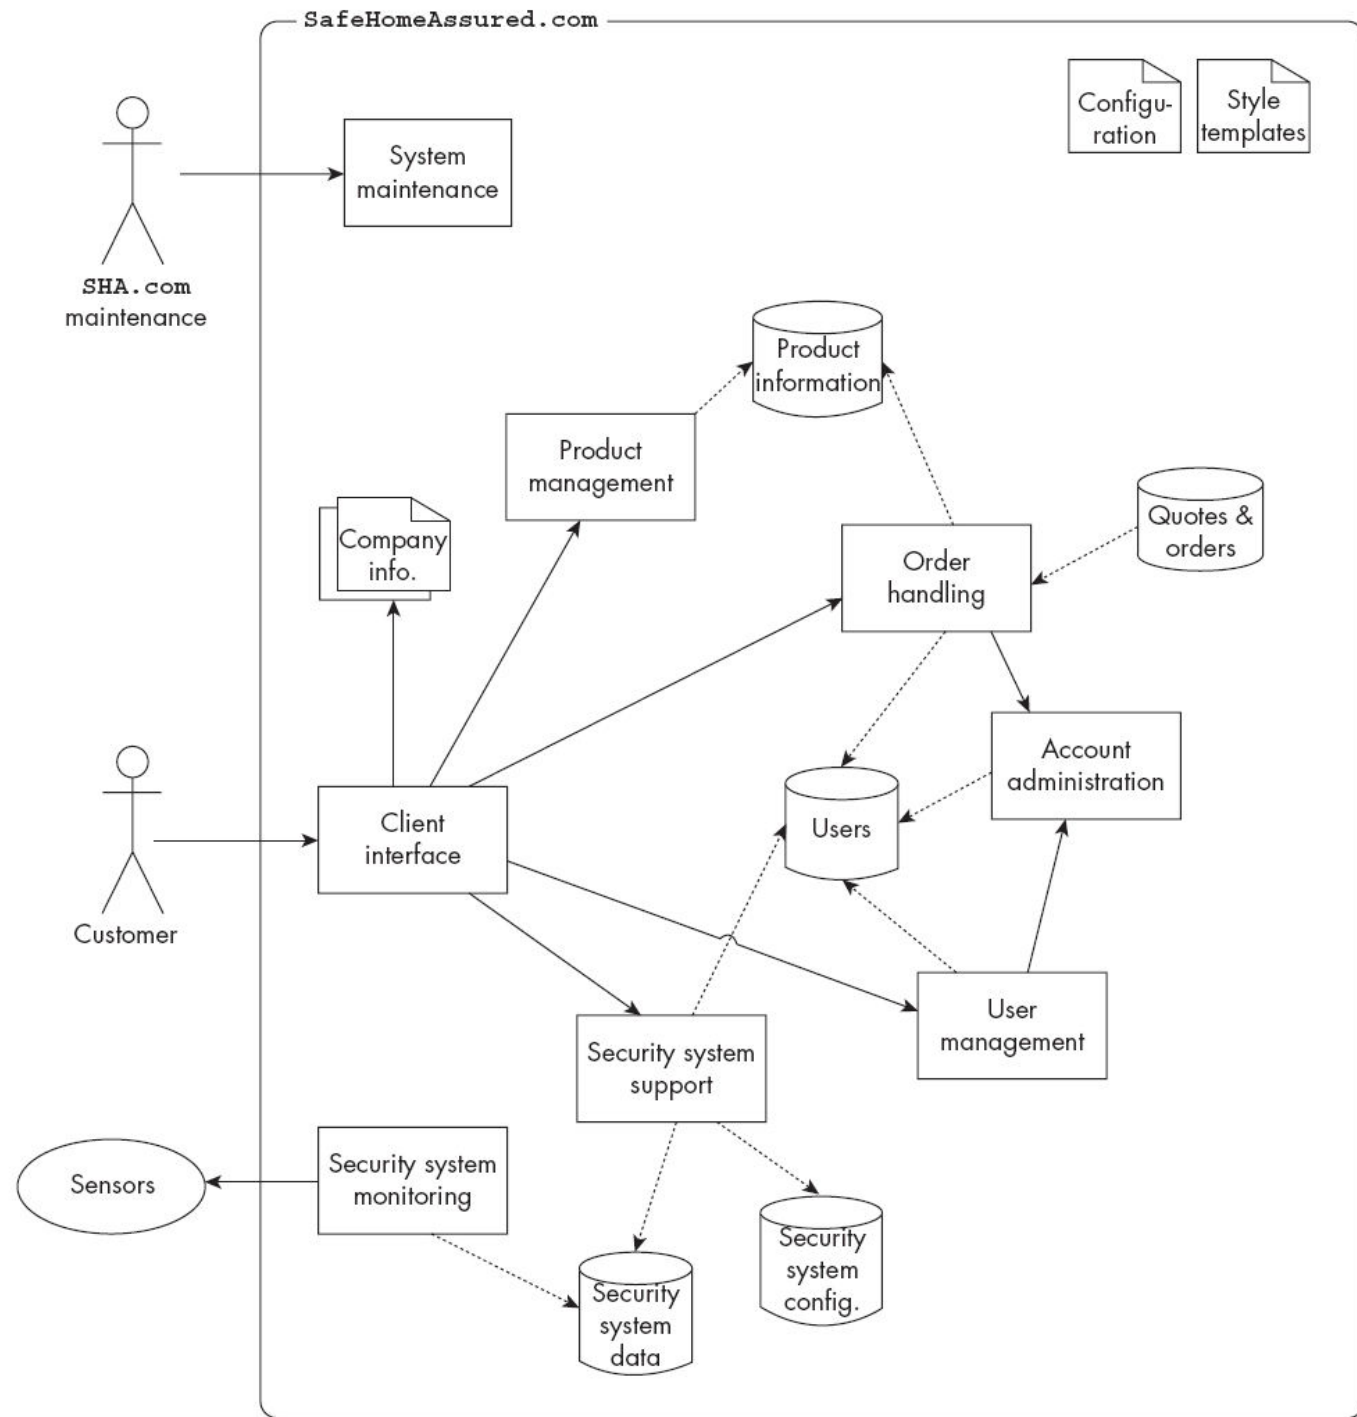 SafeHomeAssured.com
Configu-
ration
Style
templates
System
maintenance
SHA.com
maintenance
Product
information
Product
management
Company
info.
Quotes &
orders
Order
handling
Account
administration
Client
interface
Users
Customer
User
management
Security system
support
Sensors
Security system
monitoring
Security
system
config.
Security
system
data